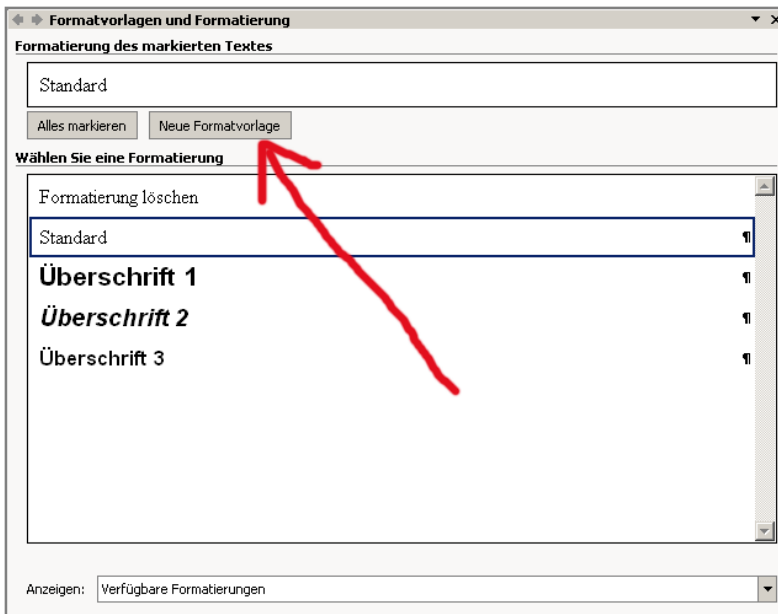 Formatvorlagen und Formatierung
Formatierung des markierten Textes
Standard
Alles markieren Neue Formatvorlage
Wählen Sie eine Formatierung
Formatierung löschen
Standard ¶
Überschrift 1 ¶
Überschrift 2 ¶
Überschrift 3 ¶
Anzeigen: Verfügbare Formatierungen